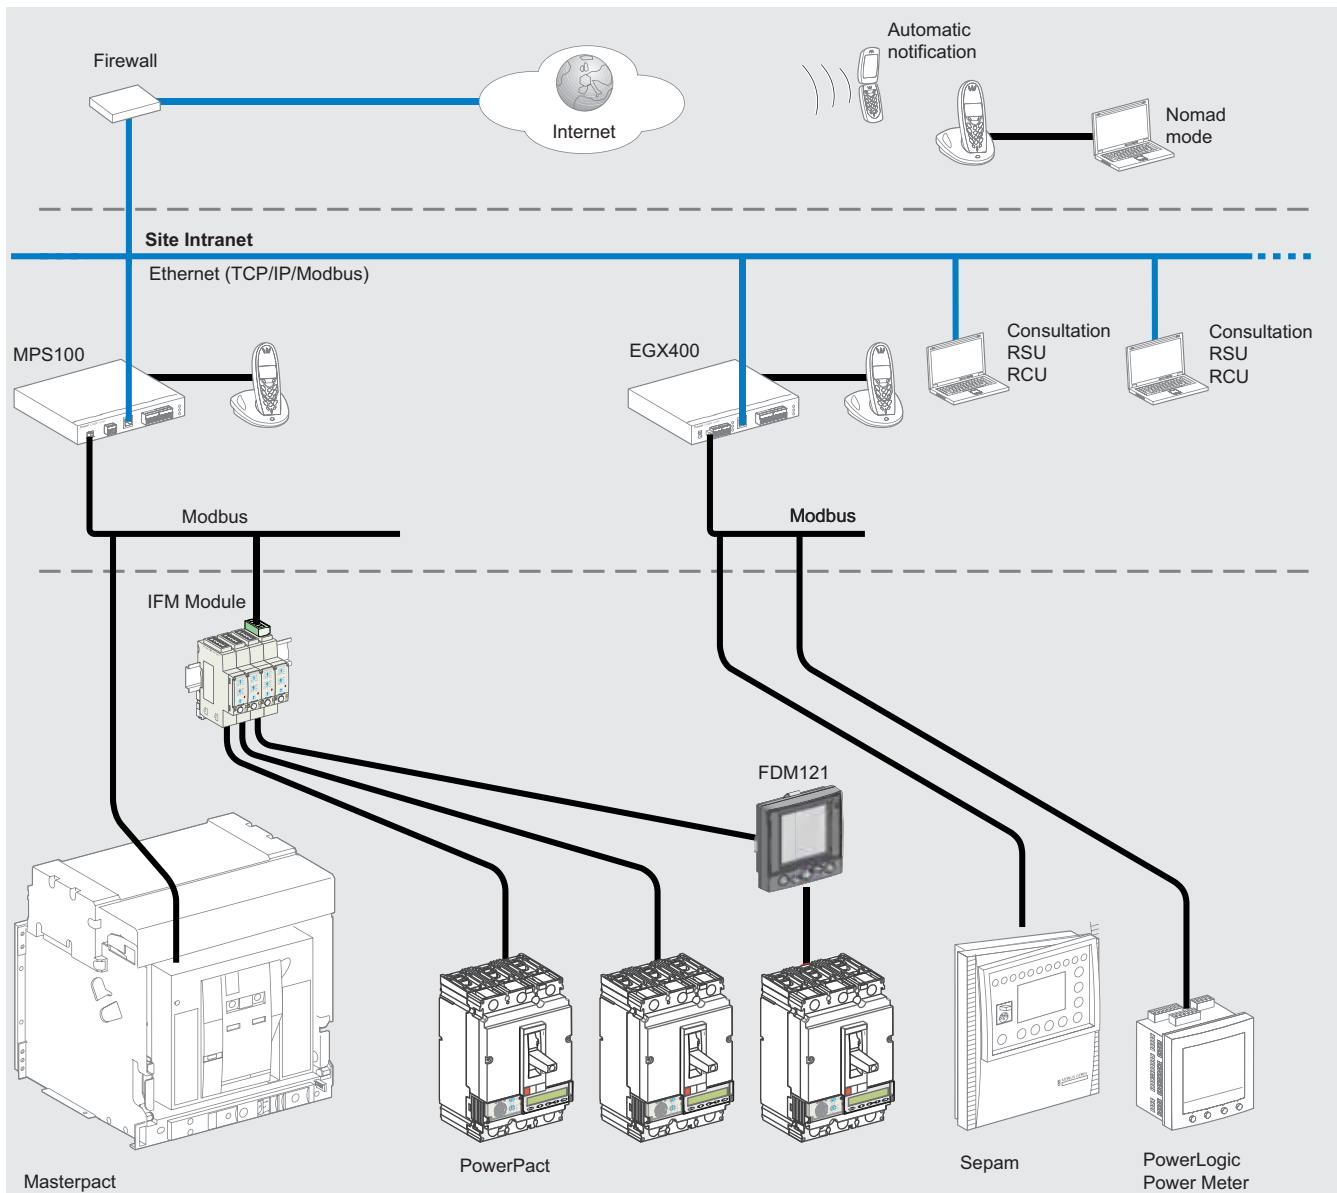 Firewall
Internet
Automatic
notification
Nomad
mode
Site Intranet
Ethernet (TCP/IP/Modbus)
MPS100
EGX400
Consultation
RSU
RCU
Consultation
RSU
RCU
Modbus
Modbus
IFM Module
FDM121
Masterpact
PowerPact
Sepam
PowerLogic
Power Meter